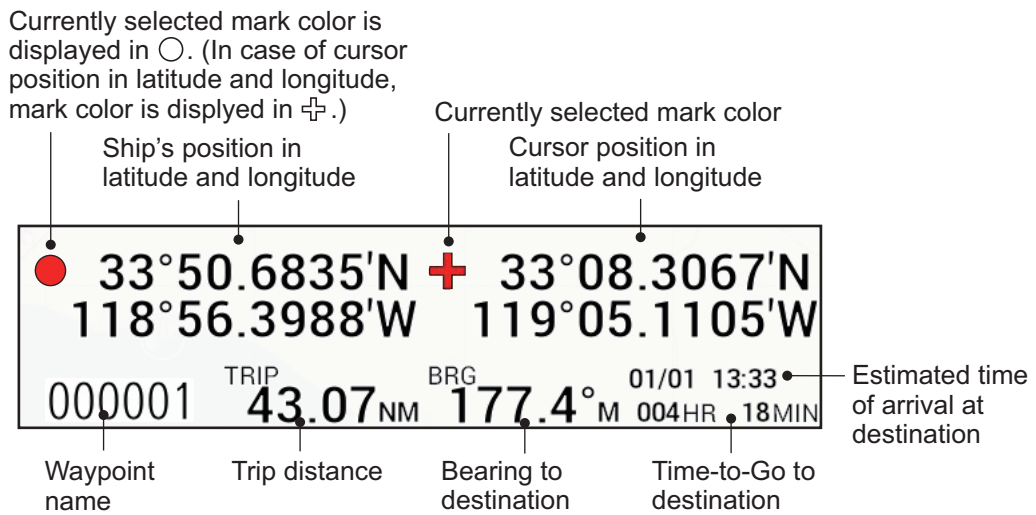 Currently selected mark color is
displayed in ○. (In case of cursor
position in latitude and longitude,
mark color is displyed in ✚.)
Currently selected mark color
Ship's position in
latitude and longitude
Cursor position in
latitude and longitude
33°50.6835'N 33°08.3067'N
118°56.3988'W 119°05.1105'W
TRIP BRG 01/01 13:33
000001 43.07NM 177.4°M 004HR 18MIN
Estimated time
of arrival at
destination
Waypoint
name
Trip distance
Bearing to
destination
Time-to-Go to
destination